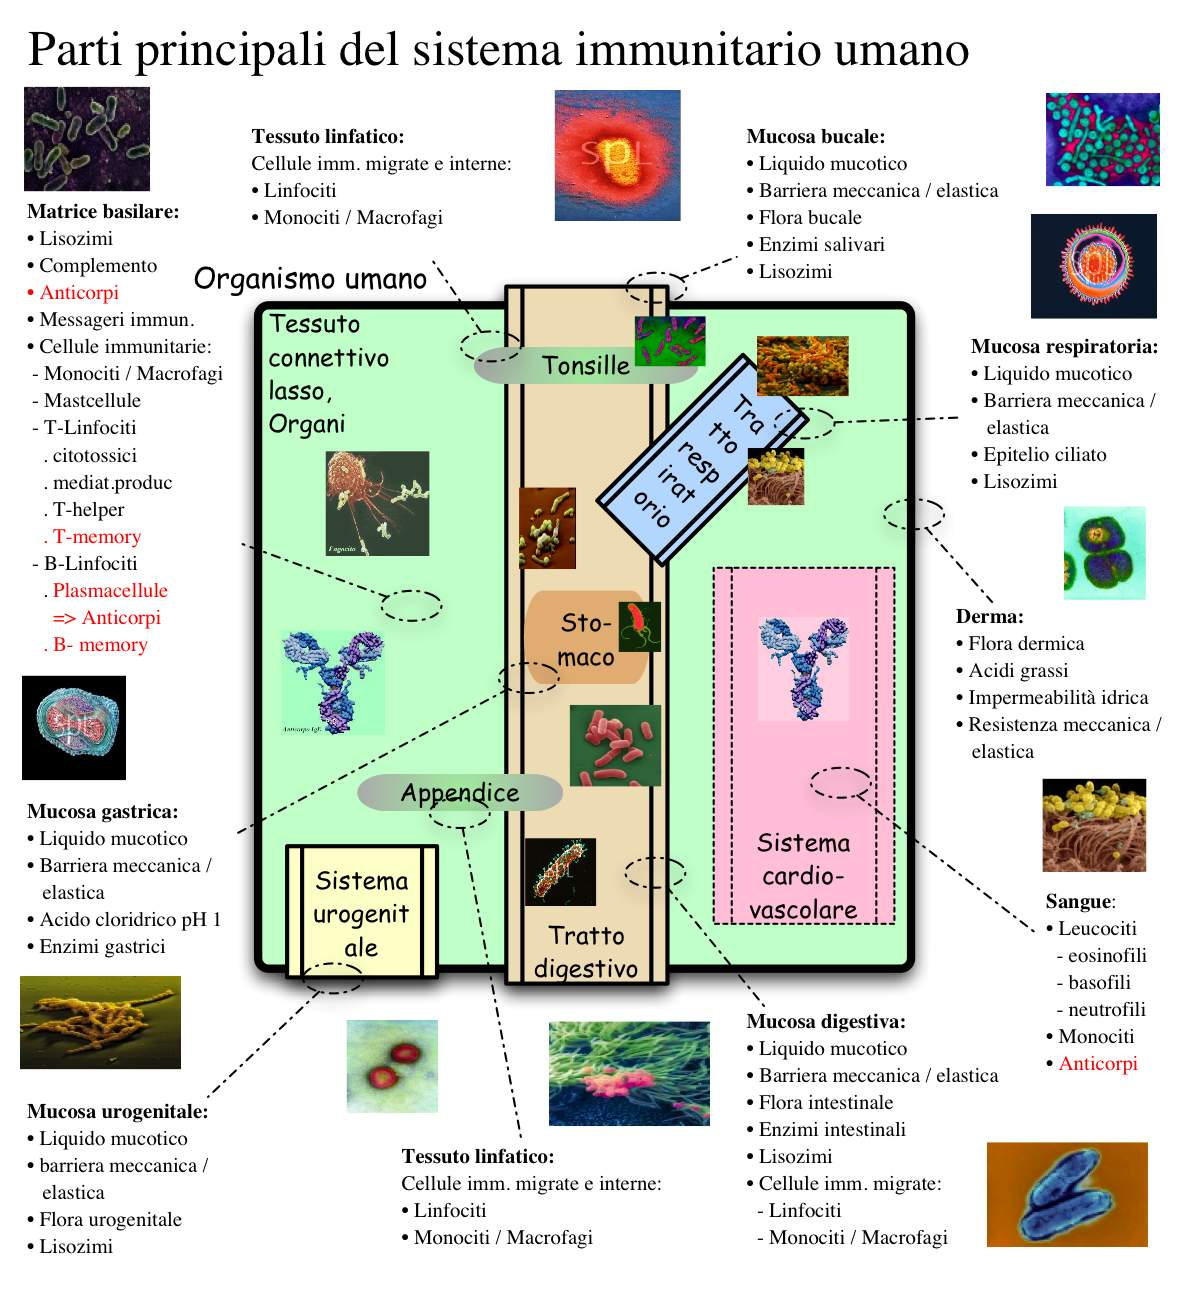 Parti principali del sistema immunitario umano
Tessuto linfatico:
Cellule imm. migrate e interne:
• Linfociti
• Monociti / Macrofagi
SPL
Mucosa bucale:
• Liquido mucotico
• Barriera meccanica / elastica
• Flora bucale
• Enzimi salivari
• Lisozimi
Matrice basilare:
• Lisozimi
• Complemento
• Anticorpi
• Messageri immun.
• Cellule immunitarie:
- Monociti / Macrofagi
- Mastcellule
- T-Linfociti
. citotossici
. mediat.produc
. T-helper
. T-memory
- B-Linfociti
. Plasmacellule
=> Anticorpi
. B- memory
Organismo umano
Tessuto
connettivo
lasso,
Organi
Tonsille
Tra
tto
resp
irat
orio
Fagocito
Mucosa respiratoria:
• Liquido mucotico
• Barriera meccanica /
elastica
• Epitelio ciliato
• Lisozimi
Sto-
maco
Anticorpo IgE
Derma:
• Flora dermica
• Acidi grassi
• Impermeabilità idrica
• Resistenza meccanica /
elastica
SPL
Mucosa gastrica:
• Liquido mucotico
• Barriera meccanica /
elastica
• Acido cloridrico pH 1
• Enzimi gastrici
Appendice
Sistema
urogenit
ale
Tratto
digestivo
Sistema
cardio-
vascolare
Sangue:
• Leucociti
- eosinofili
- basofili
- neutrofili
• Monociti
• Anticorpi
Mucosa urogenitale:
• Liquido mucotico
• barriera meccanica /
elastica
• Flora urogenitale
• Lisozimi
Tessuto linfatico:
Cellule imm. migrate e interne:
• Linfociti
• Monociti / Macrofagi
Mucosa digestiva:
• Liquido mucotico
• Barriera meccanica / elastica
• Flora intestinale
• Enzimi intestinali
• Lisozimi
• Cellule imm. migrate:
- Linfociti
- Monociti / Macrofagi